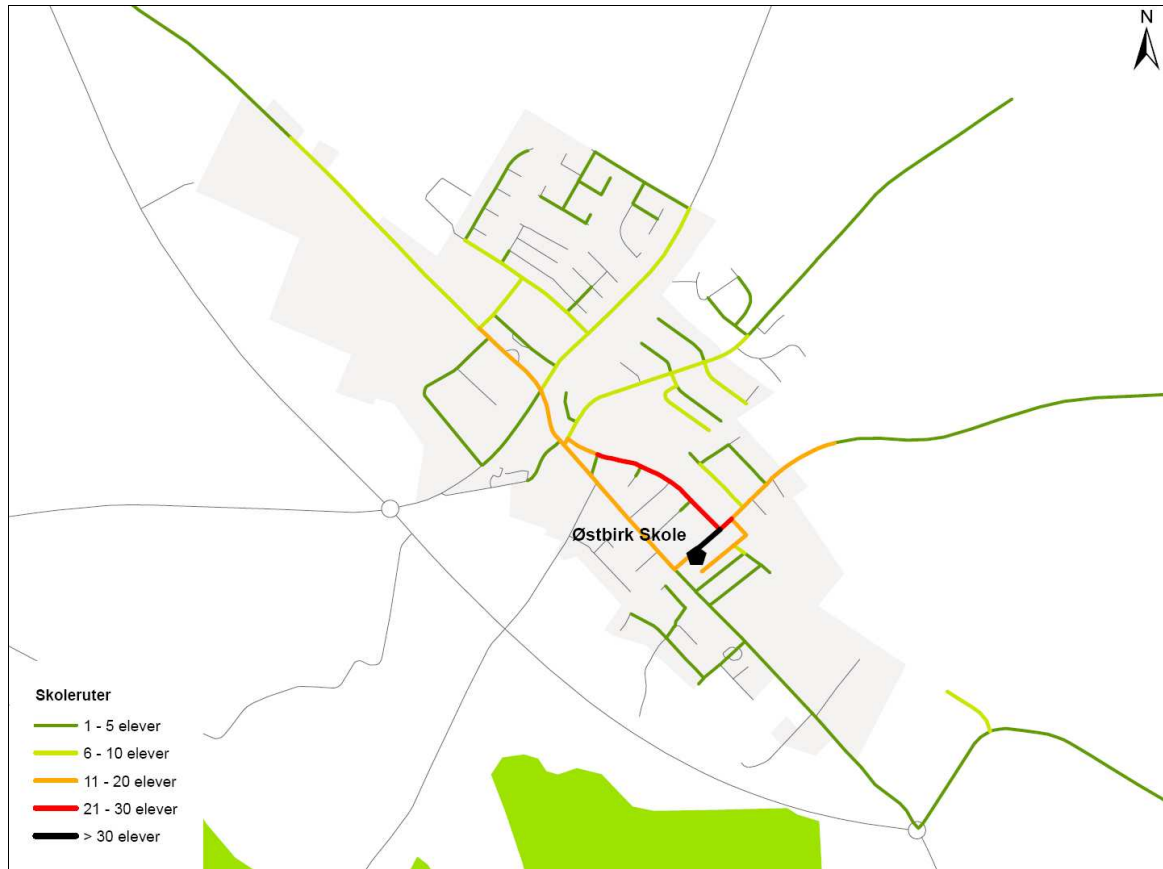 N
Østbirk Skole
Skoleruter
1 - 5 elever
6 - 10 elever
11 - 20 elever
21 - 30 elever
> 30 elever